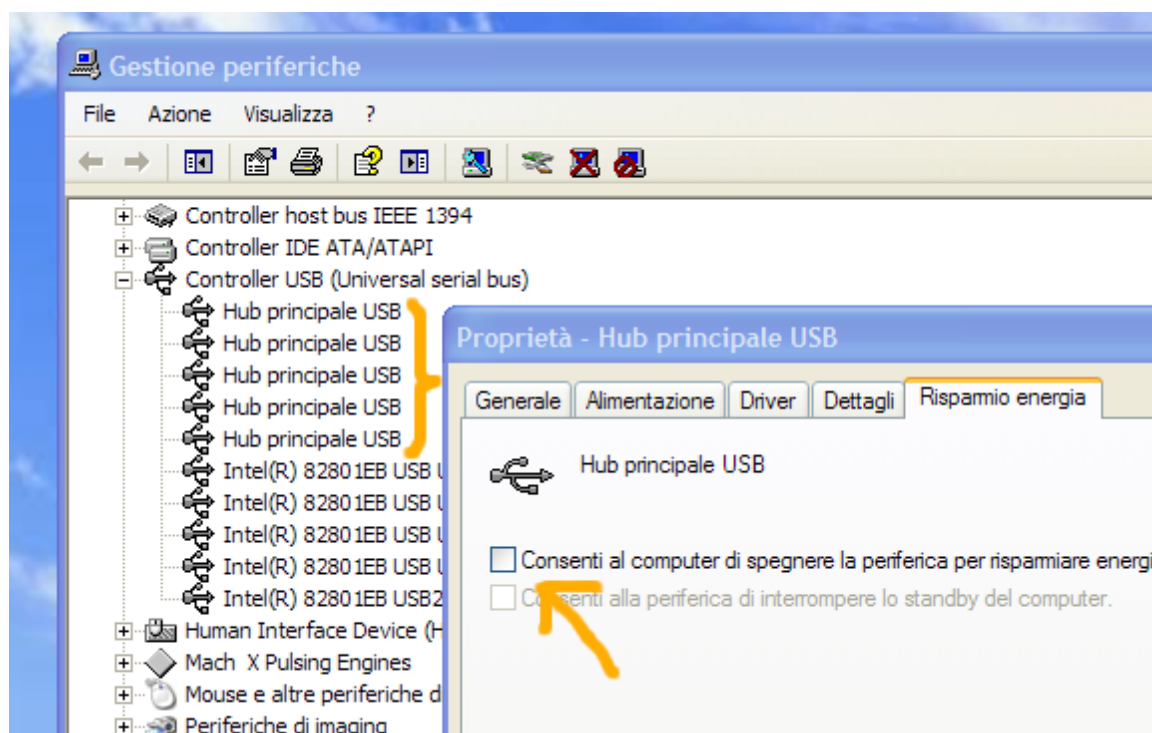 Gestione periferiche
File Azione Visualizza ?
Controller host bus IEEE 1394
Controller IDE ATA/ATAPI
Controller USB (Universal serial bus)
Hub principale USB
Hub principale USB
Hub principale USB
Hub principale USB
Hub principale USB
Intel(R) 82801EB USB U
Intel(R) 82801EB USB U
Intel(R) 82801EB USB U
Intel(R) 82801EB USB U
Intel(R) 82801EB USB2
Human Interface Device (H
Mach X Pulsing Engines
Mouse e altre periferiche d
Periferiche di imaging
Proprietà - Hub principale USB
Generale Alimentazione Driver Dettagli Risparmio energia
Hub principale USB
Consenti al computer di spegnere la periferica per risparmiare energi
Consenti alla periferica di interrompere lo standby del computer.